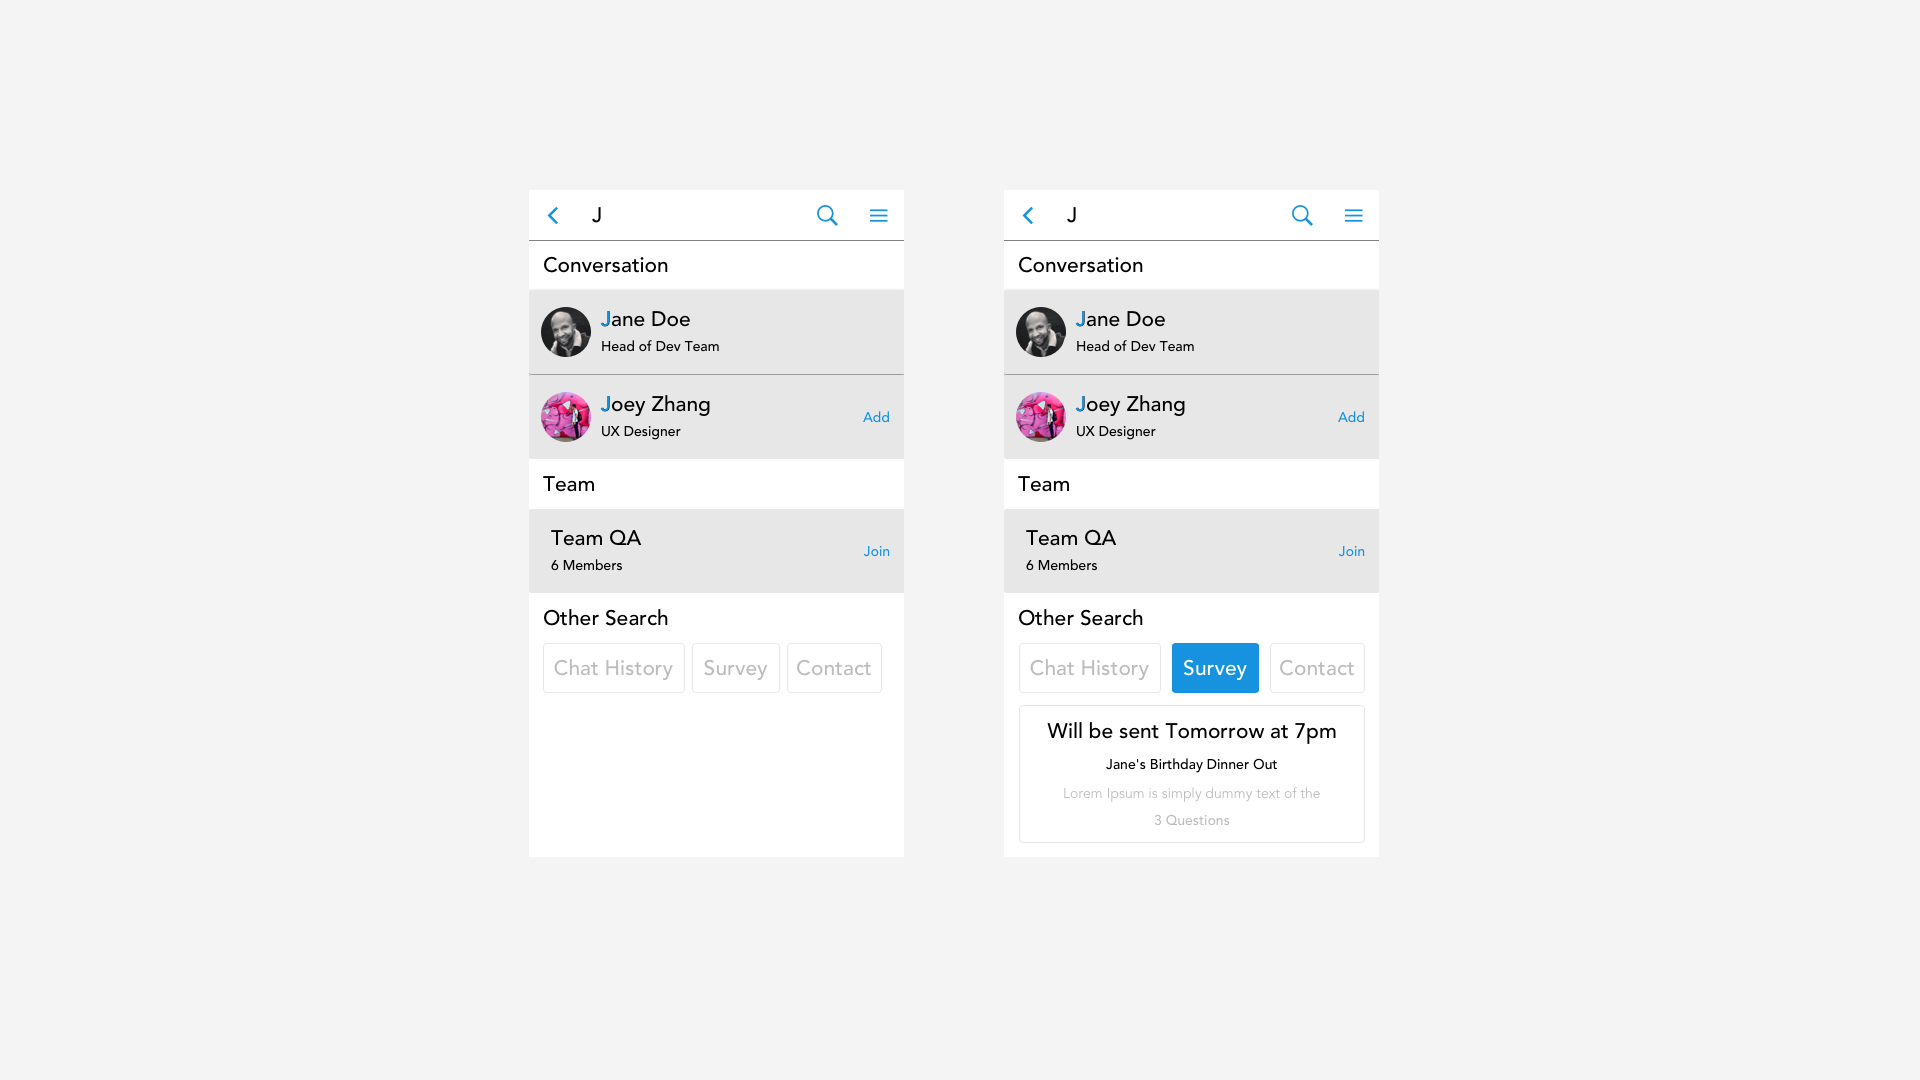 J
Conversation
Jane Doe
Head of Dev Team
Joey Zhang
UX Designer
Add
Team
Team QA
6 Members
Join
Other Search
Chat History Survey Contact
J
Conversation
Jane Doe
Head of Dev Team
Joey Zhang
UX Designer
Add
Team
Team QA
6 Members
Join
Other Search
Chat History Survey Contact
Will be sent Tomorrow at 7pm
Jane's Birthday Dinner Out
Lorem Ipsum is simply dummy text of the
3 Questions